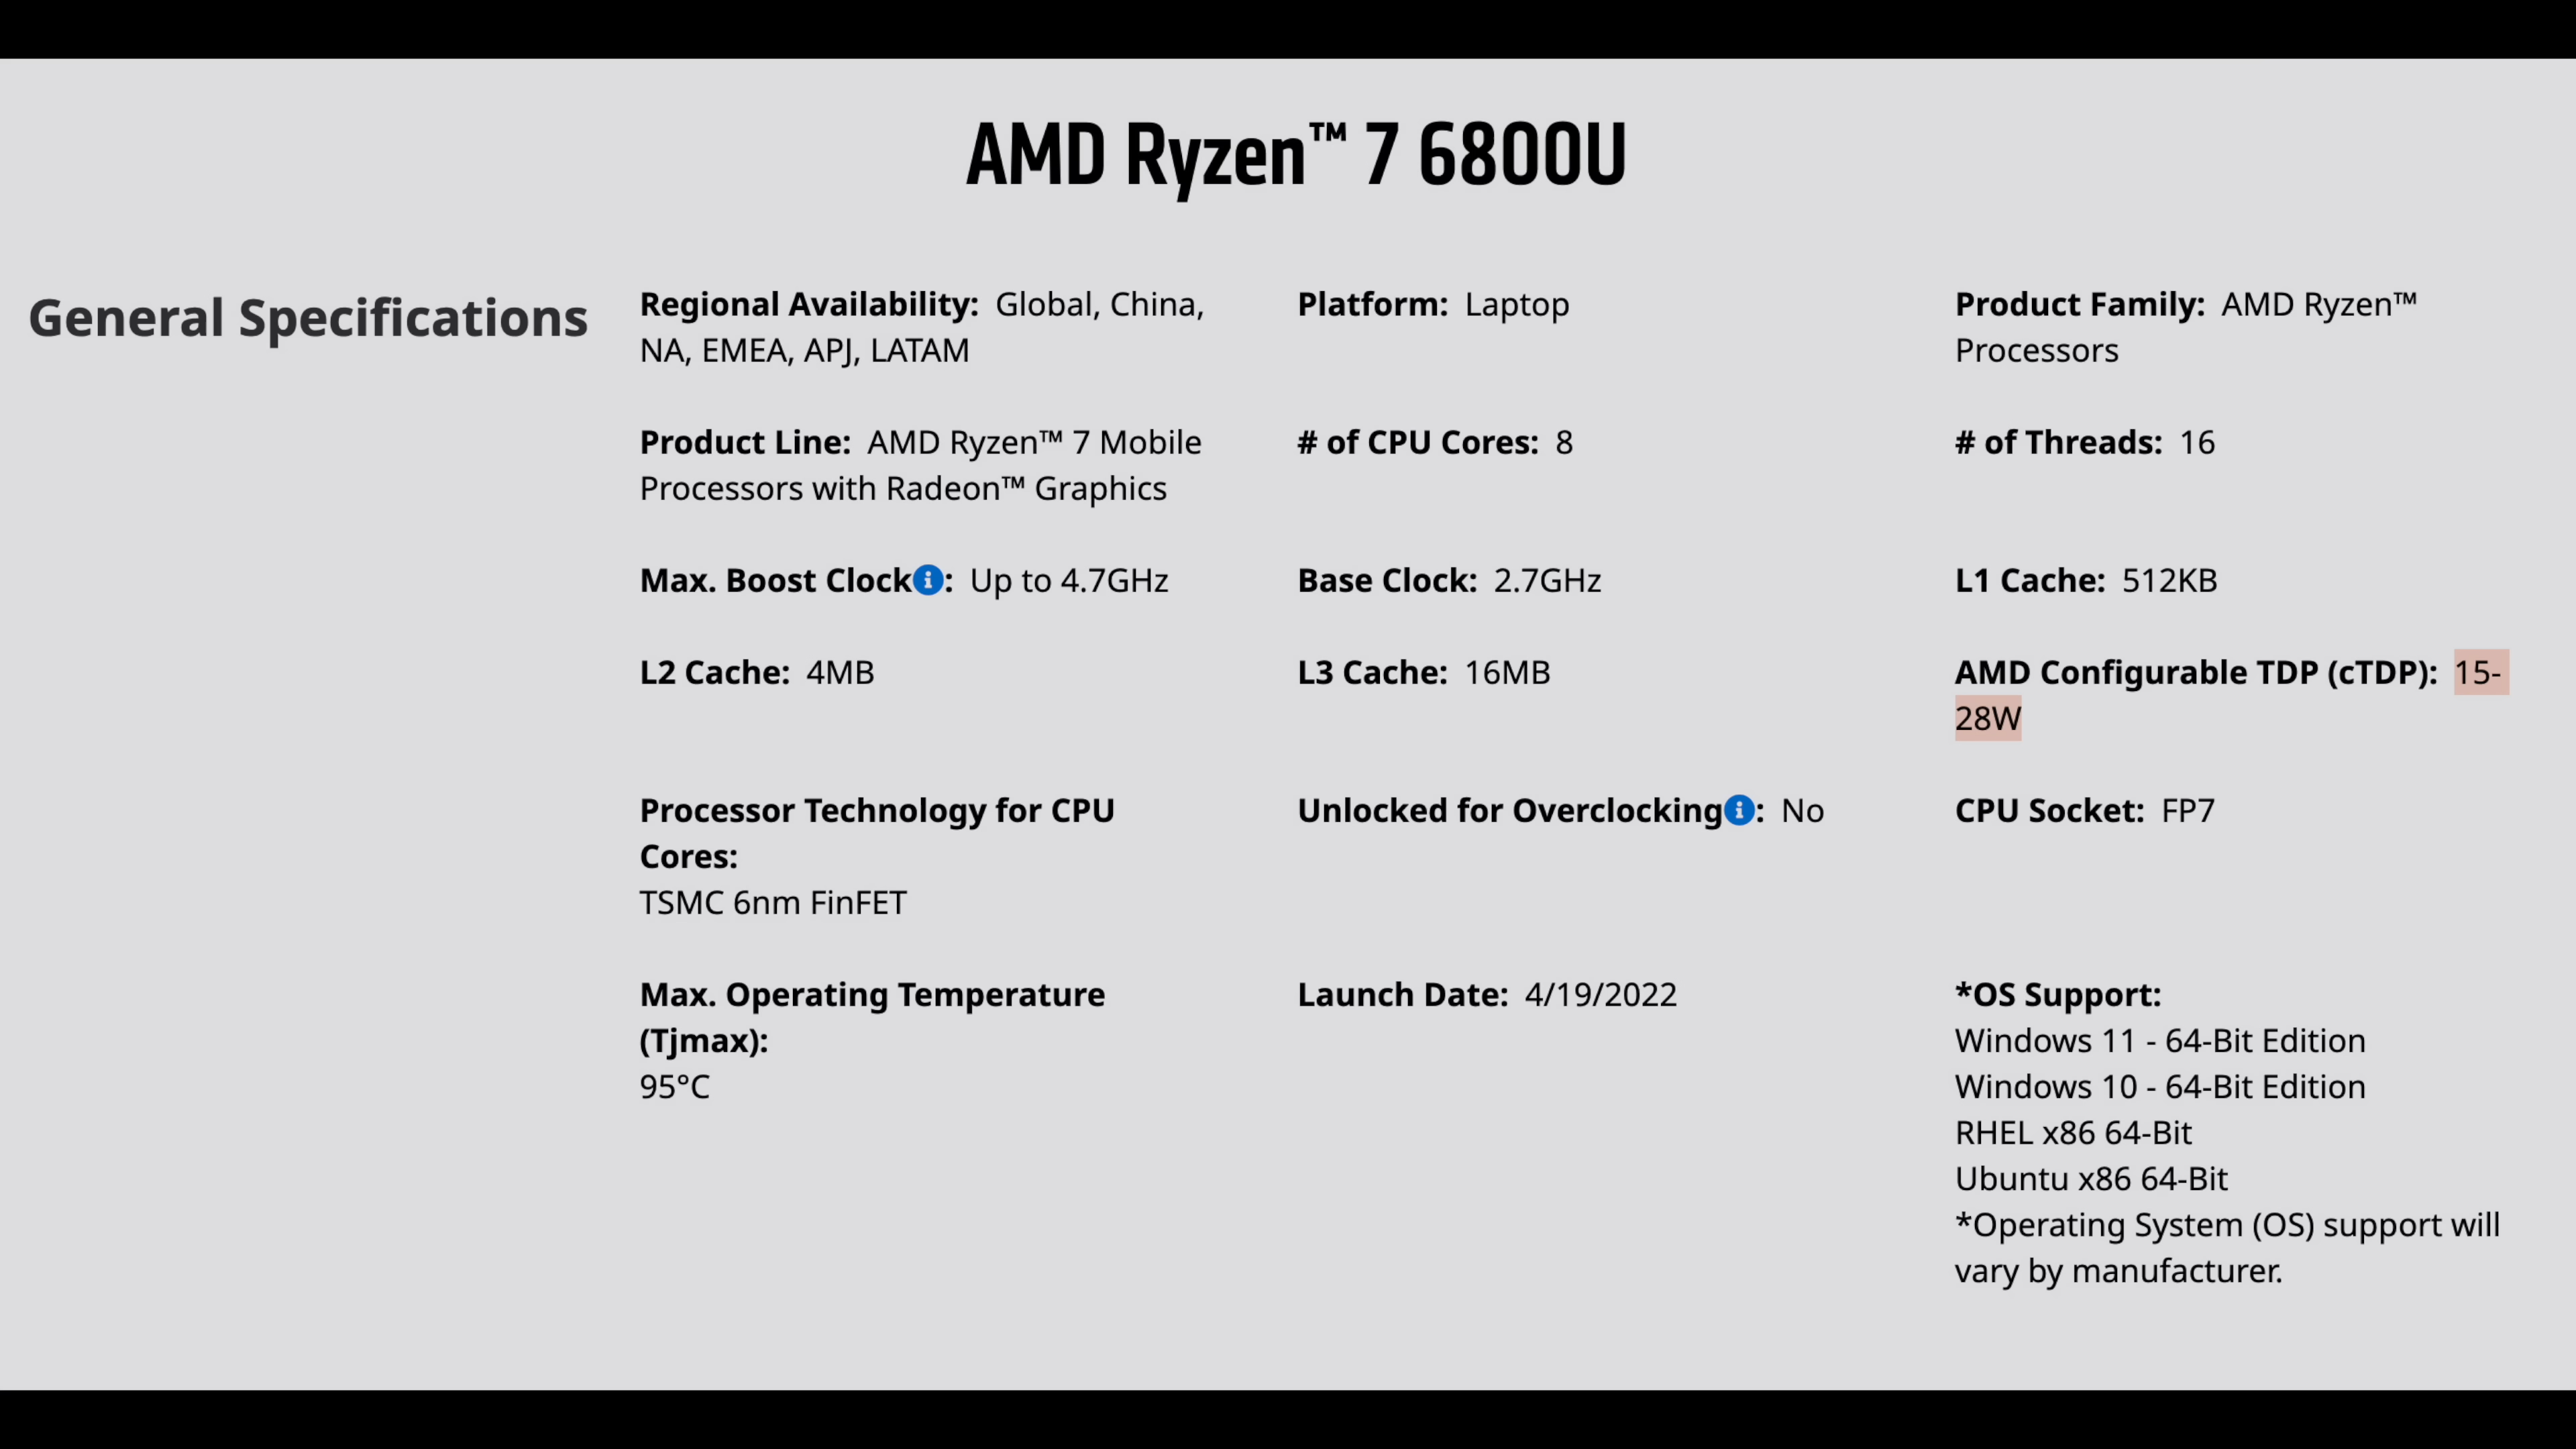 AMD Ryzen™ 7 6800U
General Specifications
Regional Availability: Global, China,
NA, EMEA, APJ, LATAM
Platform: Laptop
Product Family: AMD Ryzen™
Processors
Product Line: AMD Ryzen™ 7 Mobile
Processors with Radeon™ Graphics
# of CPU Cores: 8
# of Threads: 16
Max. Boost Clock: Up to 4.7GHz
Base Clock: 2.7GHz
L1 Cache: 512KB
L2 Cache: 4MB
L3 Cache: 16MB
AMD Configurable TDP (cTDP): 15-
28W
Processor Technology for CPU
Cores:
TSMC 6nm FinFET
Unlocked for Overclocking: No
CPU Socket: FP7
Max. Operating Temperature
(Tjmax):
95°C
Launch Date: 4/19/2022
*OS Support:
Windows 11 - 64-Bit Edition
Windows 10 - 64-Bit Edition
RHEL x86 64-Bit
Ubuntu x86 64-Bit
*Operating System (OS) support will
vary by manufacturer.